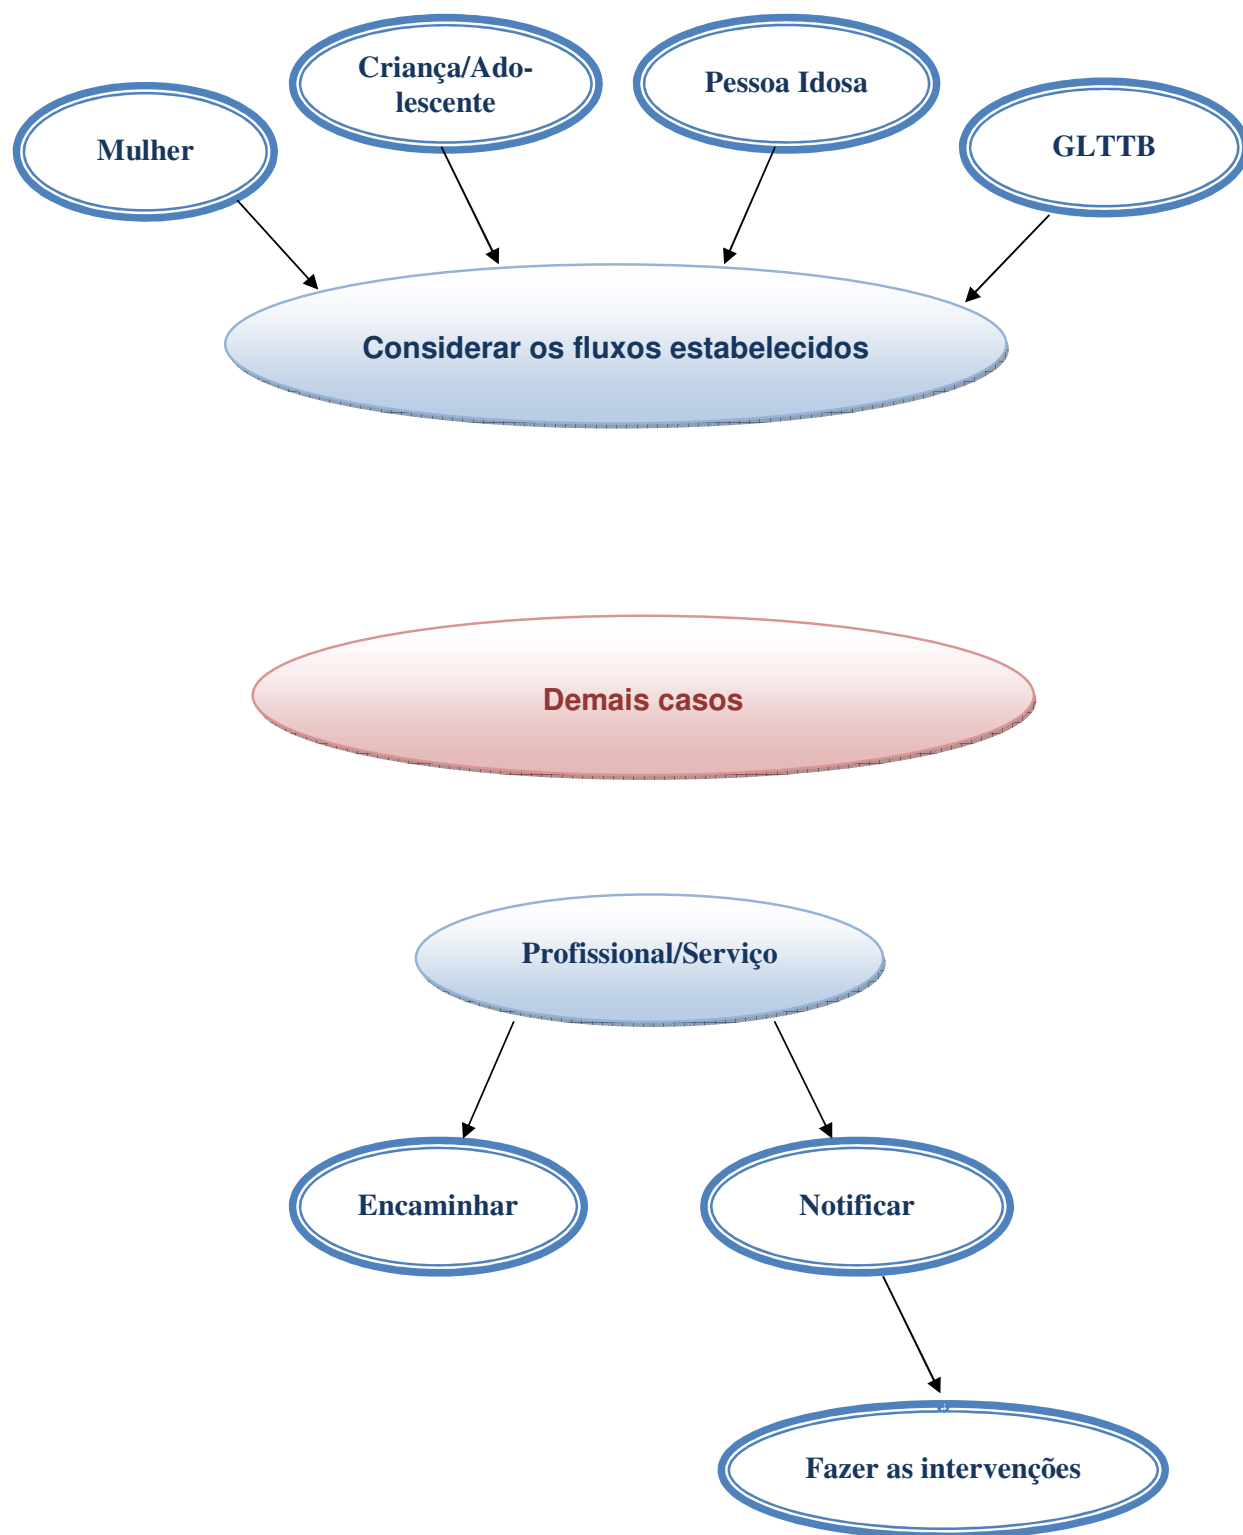 Criança/Ado-
lescente
Pessoa Idosa
Mulher
GLTTB
Considerar os fluxos estabelecidos
Demais casos
Profissional/Serviço
Encaminhar
Notificar
Fazer as intervenções